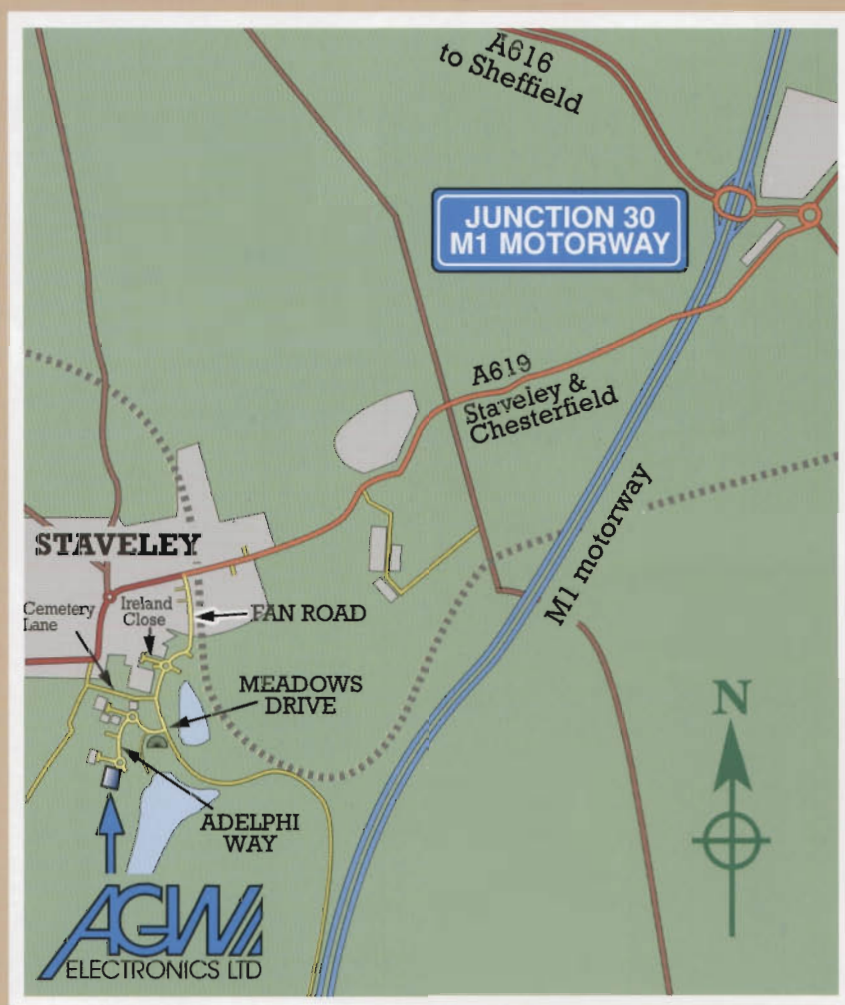 A616
to Sheffield
JUNCTION 30
M1 MOTORWAY
A619
Staveley &
Chesterfield
M1 motorway
STAVELEY
Cemetery
Lane
Ireland
Close
FAN ROAD
MEADOWS
DRIVE
ADELPHI
WAY
N
AGW
ELECTRONICS LTD